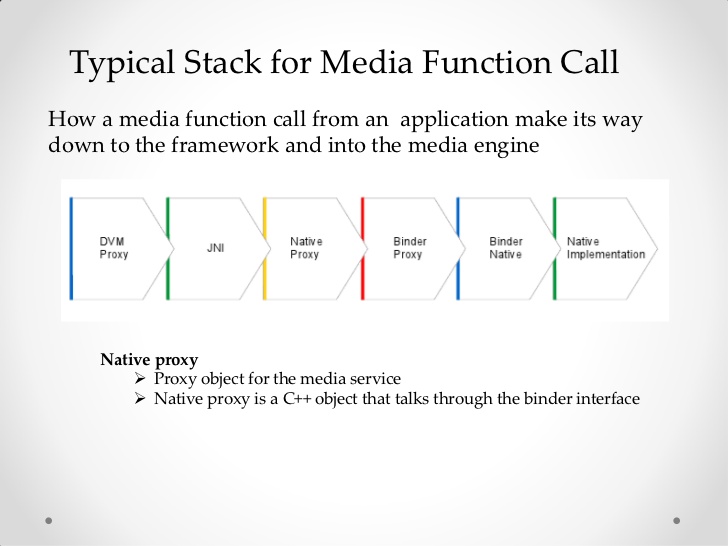 Typical Stack for Media Function Call
How a media function call from an application make its way
down to the framework and into the media engine
DVM
Proxy
JNI
Native
Proxy
Binder
Proxy
Binder
Native
Native
Implementation
Native proxy
➢ Proxy object for the media service
➢ Native proxy is a C++ object that talks through the binder interface